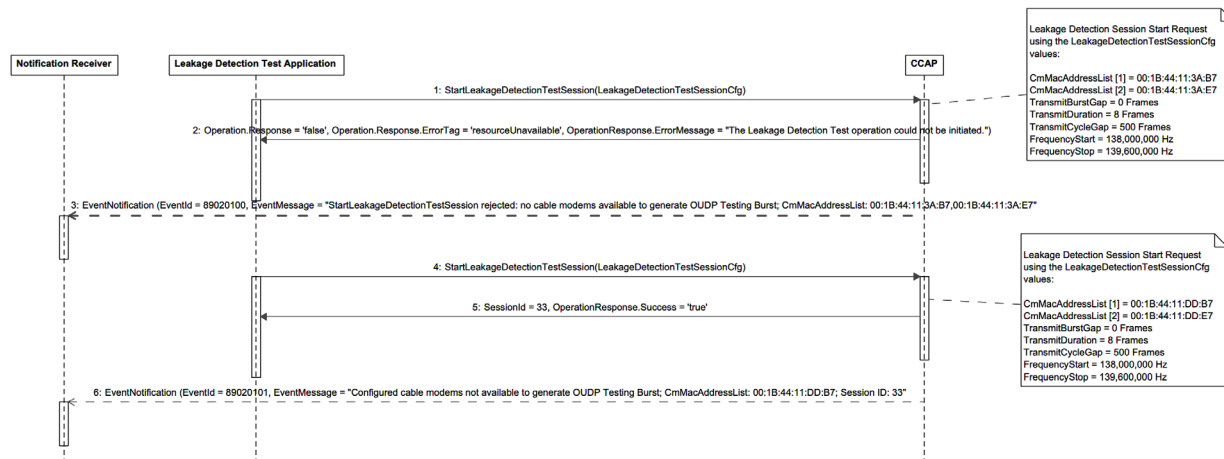 Leakage Detection Session Start Request
using the LeakageDetectionTestSessionCfg
values:
CmMacAddressList [1] = 00:1B:44:11:3A:B7
CmMacAddressList [2] = 00:1B:44:11:3A:E7
TransmitBurstGap = 0 Frames
TransmitDuration = 8 Frames
TransmitCycleGap = 500 Frames
FrequencyStart = 138,000,000 Hz
FrequencyStop = 139,600,000 Hz
Notification Receiver
Leakage Detection Test Application
CCAP
1: StartLeakageDetectionTestSession(LeakageDetectionTestSessionCfg)
2: Operation.Response = 'false', Operation.Response.ErrorTag = 'resourceUnavailable', OperationResponse.ErrorMessage = "The Leakage Detection Test operation could not be initiated.")
3: EventNotification (EventId = 89020100, EventMessage = "StartLeakageDetectionTestSession rejected: no cable modems available to generate OUDP Testing Burst; CmMacAddressList: 00:1B:44:11:3A:B7,00:1B:44:11:3A:E7"
Leakage Detection Session Start Request
using the LeakageDetectionTestSessionCfg
values:
CmMacAddressList [1] = 00:1B:44:11:DD:B7
CmMacAddressList [2] = 00:1B:44:11:DD:E7
TransmitBurstGap = 0 Frames
TransmitDuration = 8 Frames
TransmitCycleGap = 500 Frames
FrequencyStart = 138,000,000 Hz
FrequencyStop = 139,600,000 Hz
4: StartLeakageDetectionTestSession(LeakageDetectionTestSessionCfg)
5: SessionId = 33, OperationResponse.Success = 'true'
6: EventNotification (EventId = 89020101, EventMessage = "Configured cable modems not available to generate OUDP Testing Burst; CmMacAddressList: 00:1B:44:11:DD:B7; Session ID: 33"